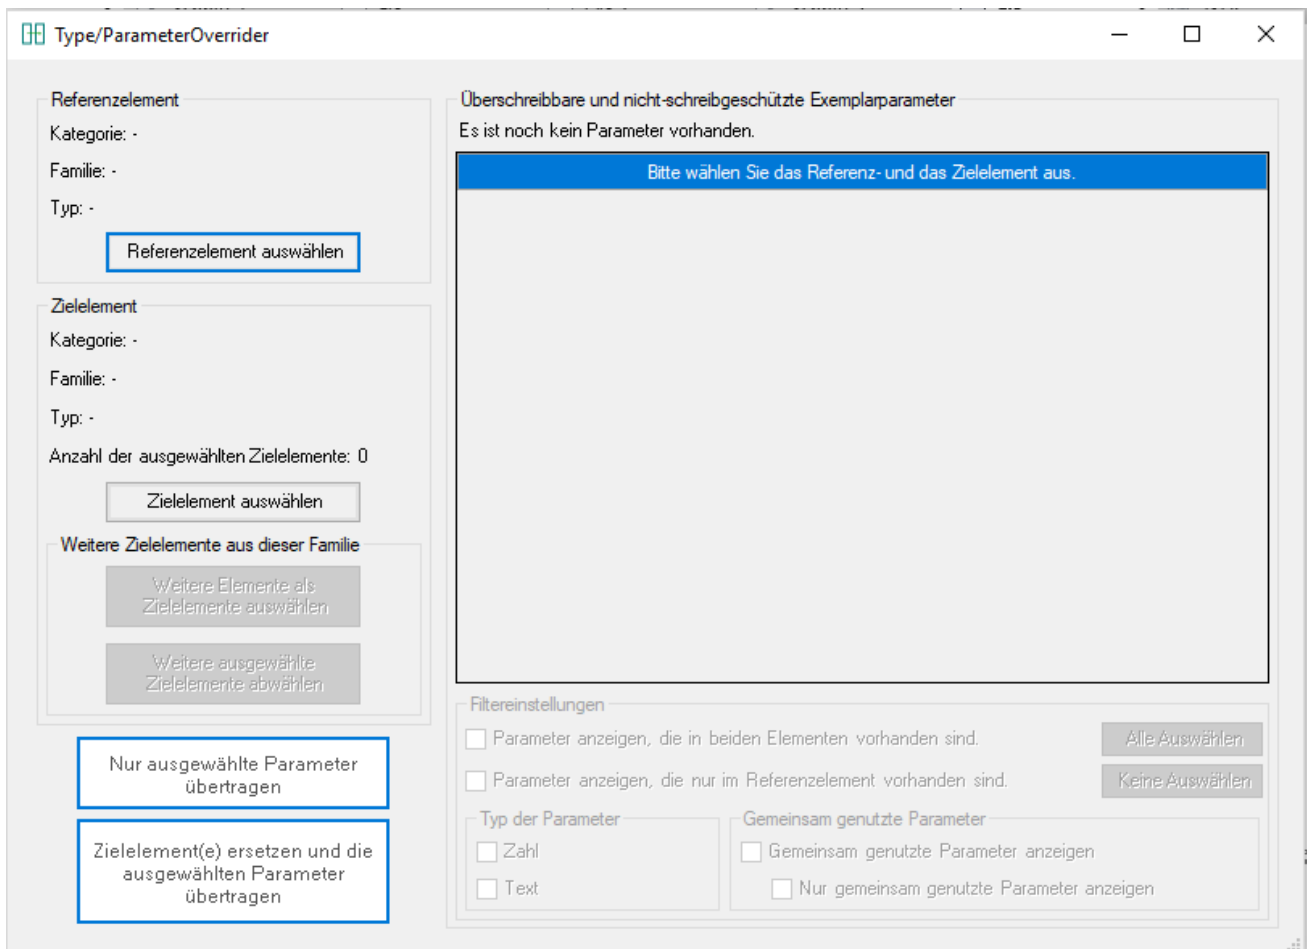 Type/ParameterOverrider
Referenzelement
Kategorie: -
Familie: -
Typ: -
Referenzelement auswählen
Zielelement
Kategorie: -
Familie: -
Typ: -
Anzahl der ausgewählten Zielelemente: 0
Zielelement auswählen
Weitere Zielelemente aus dieser Familie
Weitere Elemente als
Zielelemente auswählen
Weitere ausgewählte
Zielelemente abwählen
Nur ausgewählte Parameter
übertragen
Zielelement(e) ersetzen und die
ausgewählten Parameter
übertragen
Überschreibbare und nicht-schreibgeschützte Exemplarparameter
Es ist noch kein Parameter vorhanden.
Bitte wählen Sie das Referenz- und das Zielelement aus.
Filtereinstellungen
Parameter anzeigen, die in beiden Elementen vorhanden sind.
Alle Auswählen
Parameter anzeigen, die nur im Referenzelement vorhanden sind.
Keine Auswählen
Typ der Parameter
Zahl
Text
Gemeinsam genutzte Parameter
Gemeinsam genutzte Parameter anzeigen
Nur gemeinsam genutzte Parameter anzeigen